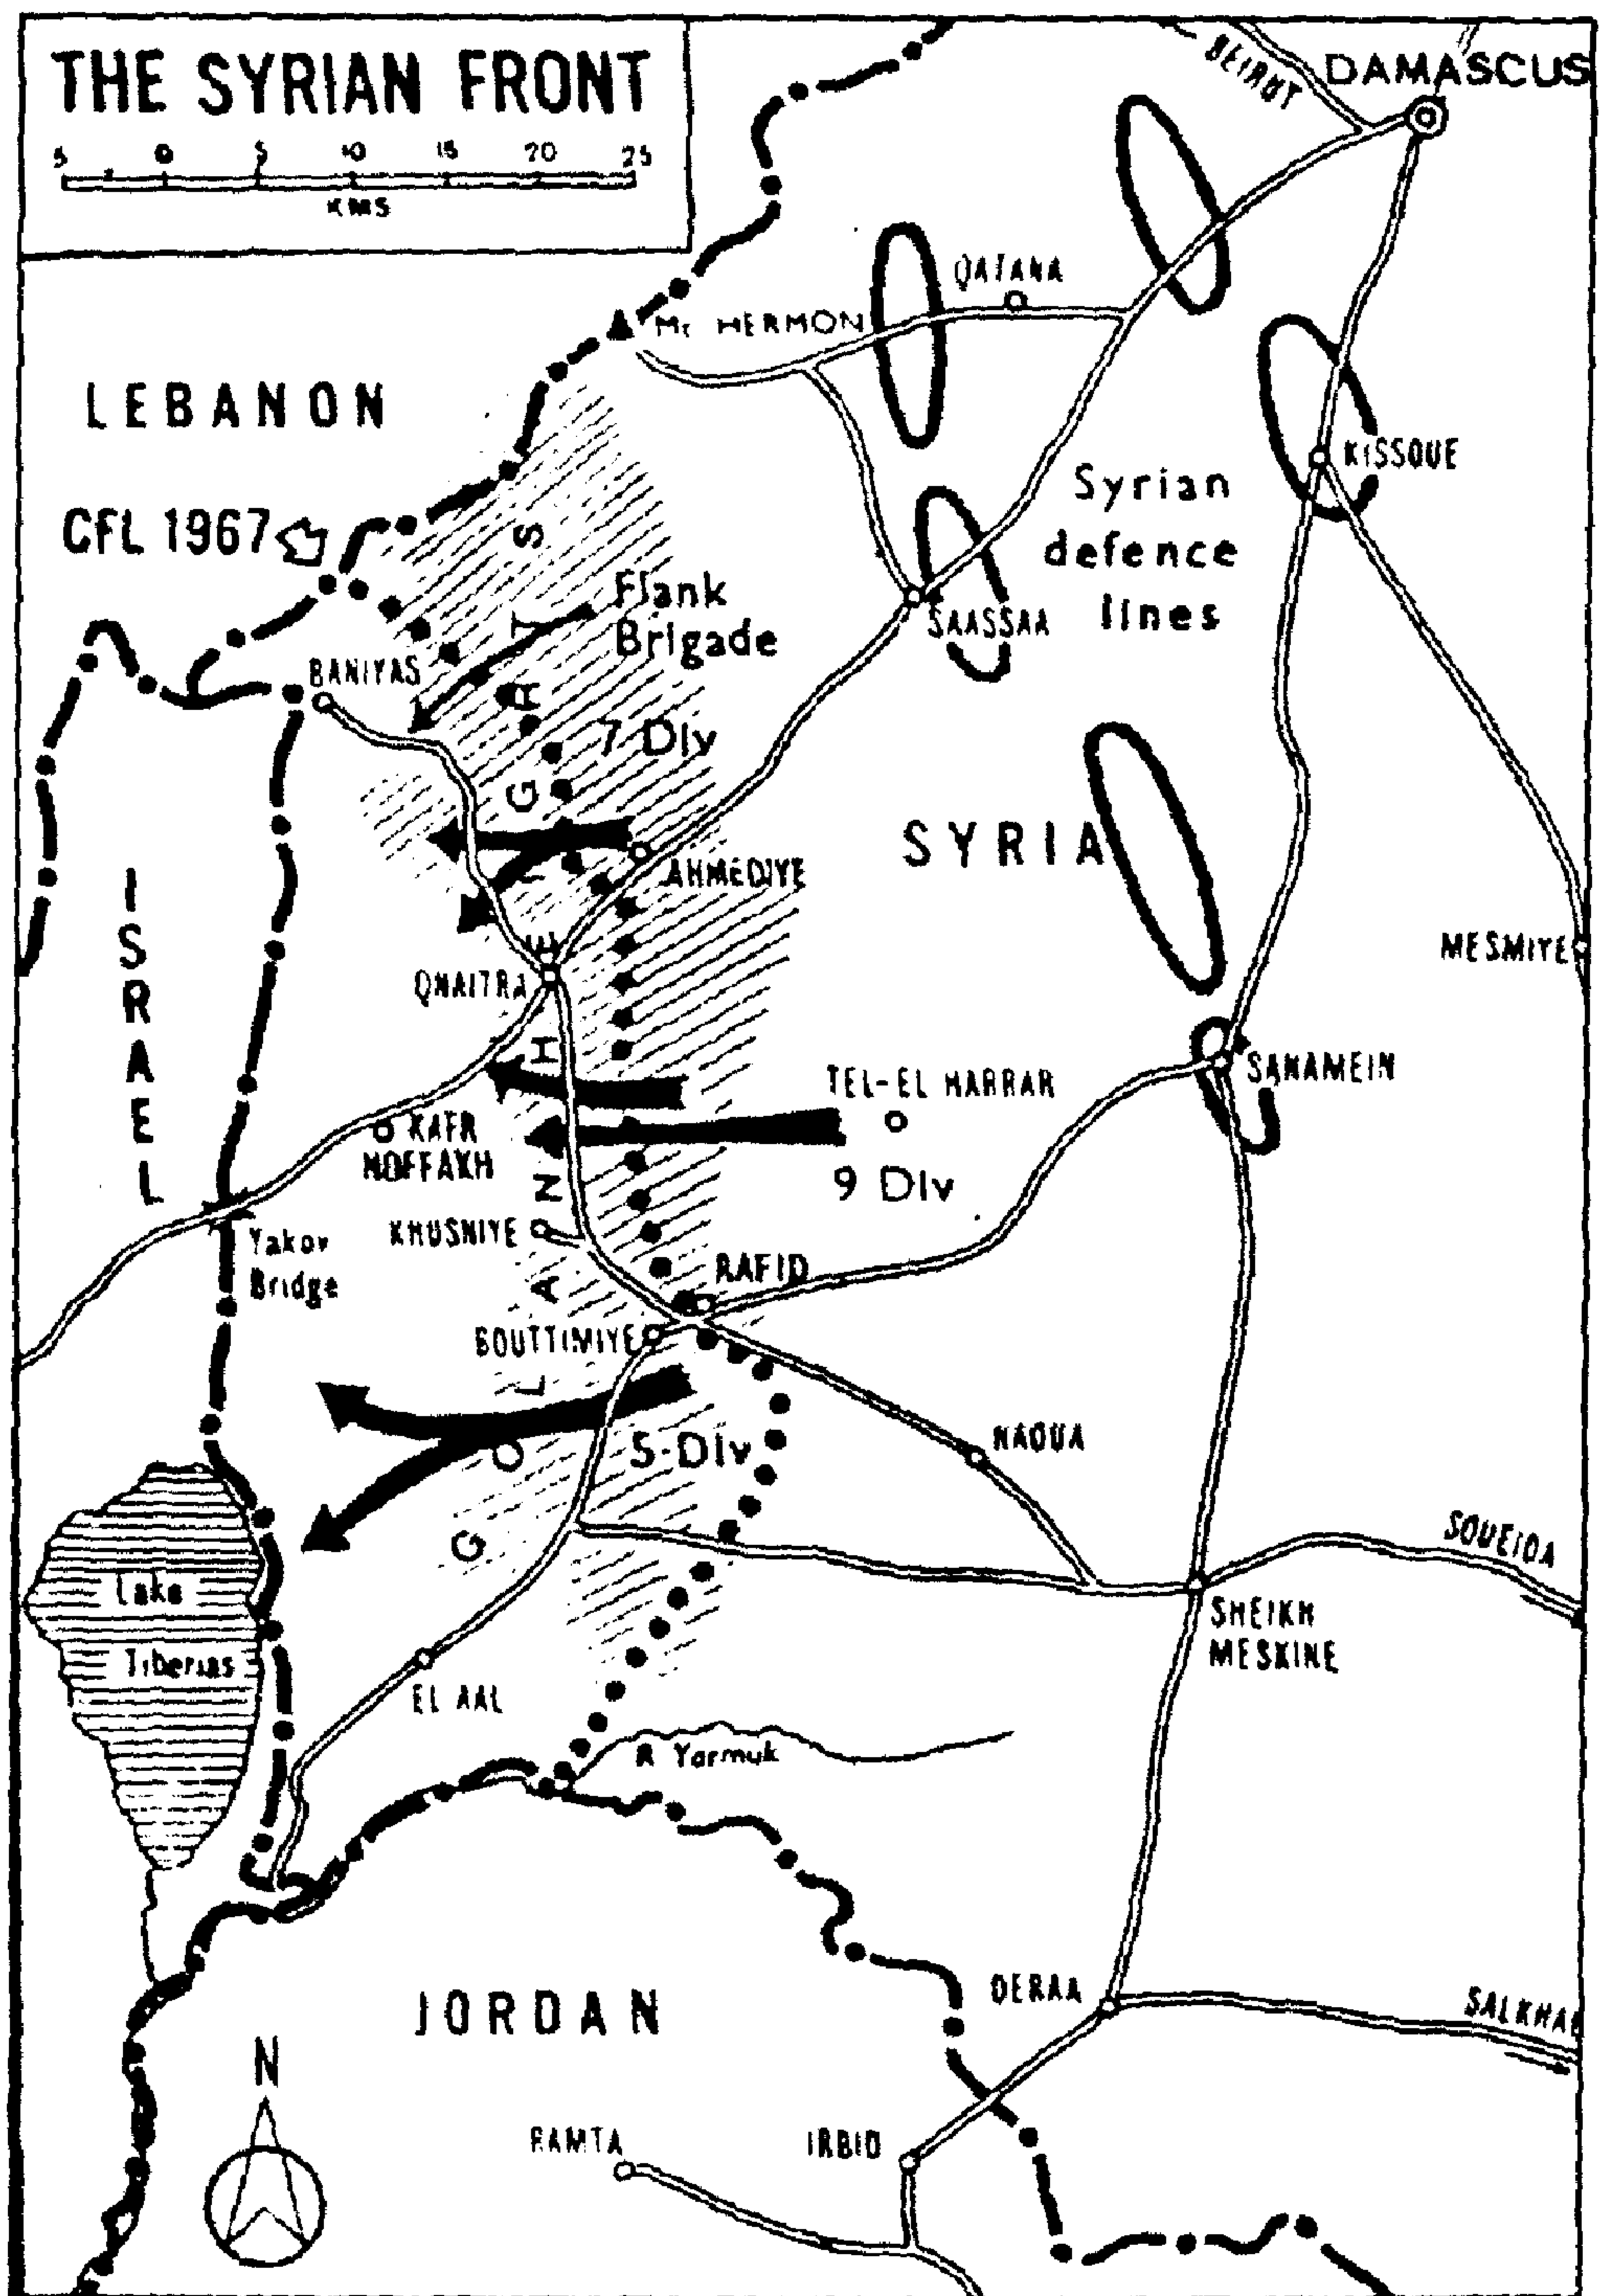 THE SYRIAN FRONT
5 0 5 10 15 20 25
KMS
BEIRUT
DAMASCUS
QATANA
Mt HERMON
LEBANON
KISSOUE
Syrian
defence
lines
CFL 1967
Flank
Brigade
SAASSAA
BANIYAS
7 Div
SYRIA
AHMEDIYE
ISRAEL
MESMIYE
QNAITRA
GOLAN HEIGHTS
SANAMEIN
TEL-EL HARRAR
KAFR
NOFFAKH
9 Div
KHUSNIYE
Yakov
Bridge
RAFID
BOUTTIMIYE
5-Div
NAOUA
SOUEIDA
Lake
Tiberias
SHEIKH
MESKINE
EL AAL
R Yarmuk
DERAA
JORDAN
SALKHAD
N
RAMTA
IRBID